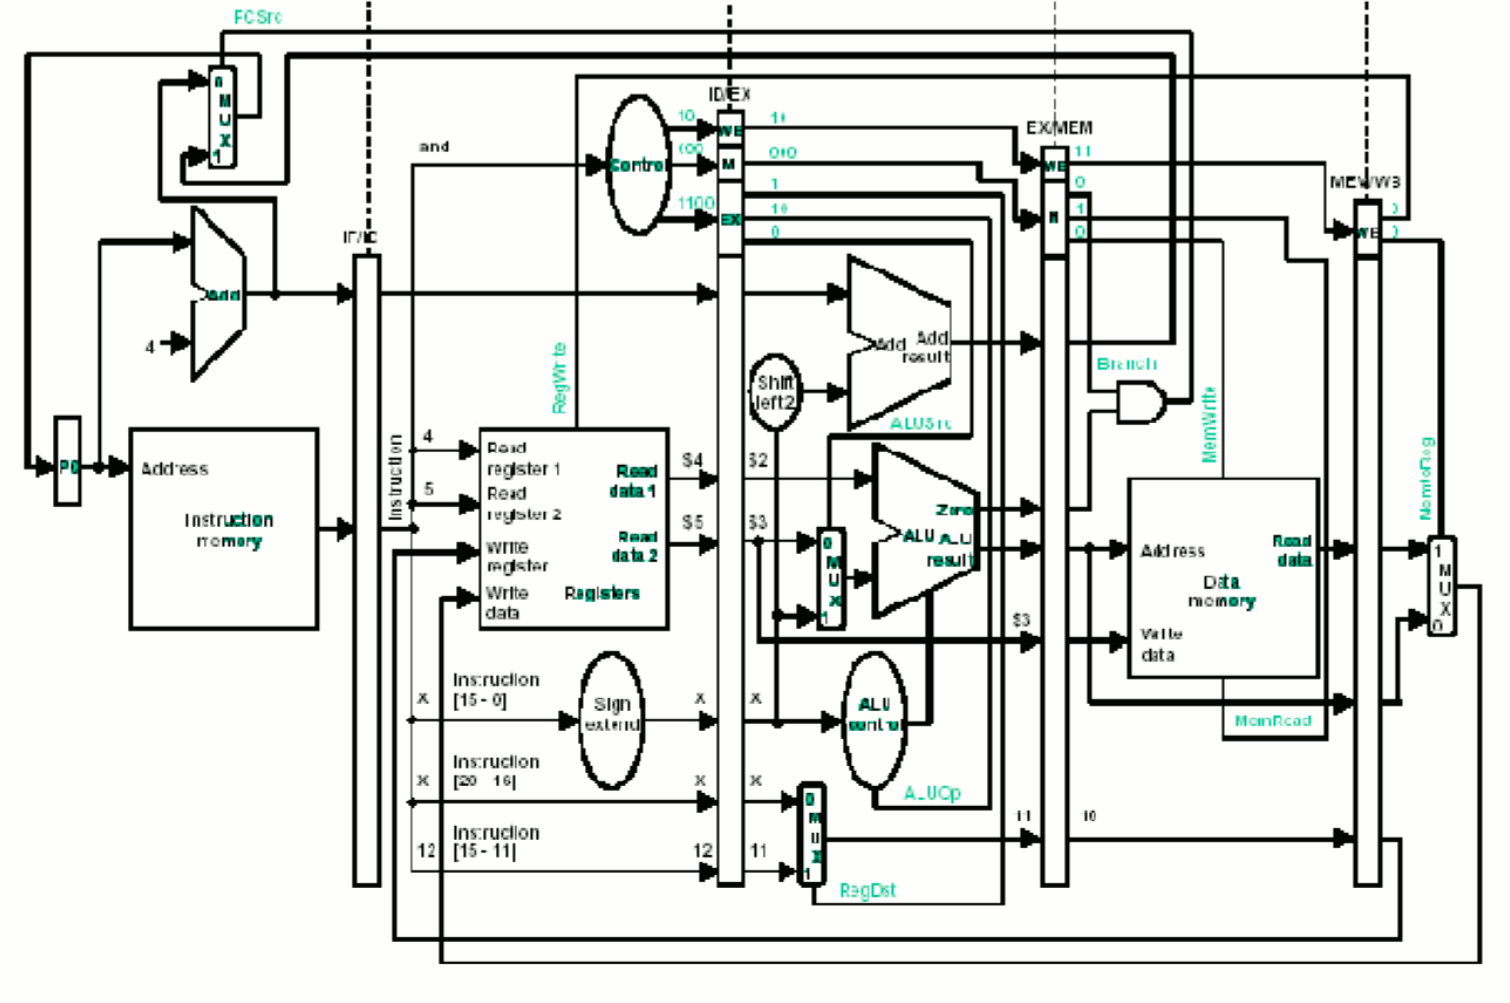 PCSrc
ID/EX
0
M
U
X
1
and
Control
10
000
1100
WB
M
EX
10
000
1
10
0
EX/MEM
WB
M
11
0
1
0
MEM/WB
WB
0
0
IF/ID
Add
4
RegWrite
Shift
left2
Add
Add
result
Branch
MemWrite
ALUSrc
MemtoReg
PC
Address
Instruction
memory
Instruction
4
5
Read
register 1
Read
register 2
Write
register
Write
data
Read
data 1
Read
data 2
Registers
$4
$2
$5
$3
0
M
U
X
1
Zero
ALU
ALU
result
$3
Address
Read
data
Data
memory
Write
data
1
M
U
X
0
MemRead
X
Instruction
[15 - 0]
Sign
extend
X
X
ALU
control
ALUOp
X
Instruction
[20 - 16]
X
X
0
M
U
X
1
12
Instruction
[15 - 11]
12
11
11
10
RegDst